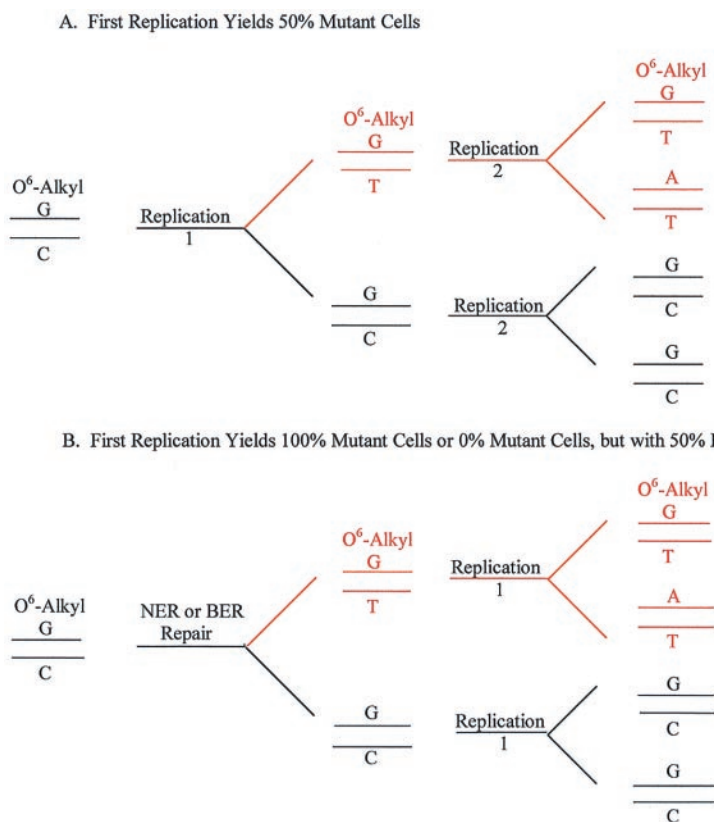 A. First Replication Yields 50% Mutant Cells
O⁶-Alkyl
G
T
O⁶-Alkyl
G
T
Replication
2
A
T
O⁶-Alkyl
G
C
Replication
1
G
C
Replication
2
G
C
G
C
B. First Replication Yields 100% Mutant Cells or 0% Mutant Cells, but with 50%
O⁶-Alkyl
G
T
O⁶-Alkyl
G
T
Replication
1
A
T
O⁶-Alkyl
G
C
NER or BER
Repair
G
C
Replication
1
G
C
G
C